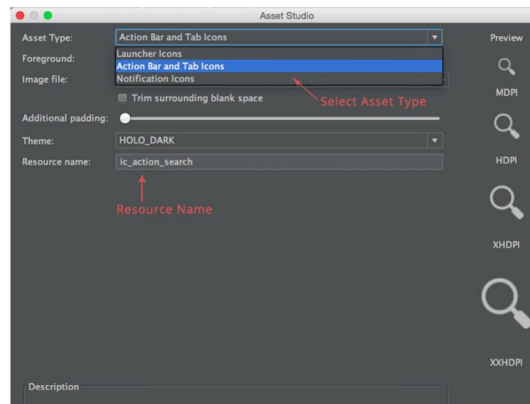 Asset Studio
Asset Type:
Action Bar and Tab Icons
Preview
Foreground:
Launcher Icons
Action Bar and Tab Icons
Image file:
Notification Icons
Trim surrounding blank space
Select Asset Type
MDPI
Additional padding:
Theme:
HOLO_DARK
HDPI
Resource name:
ic_action_search
Resource Name
XHDPI
XXHDPI
Description